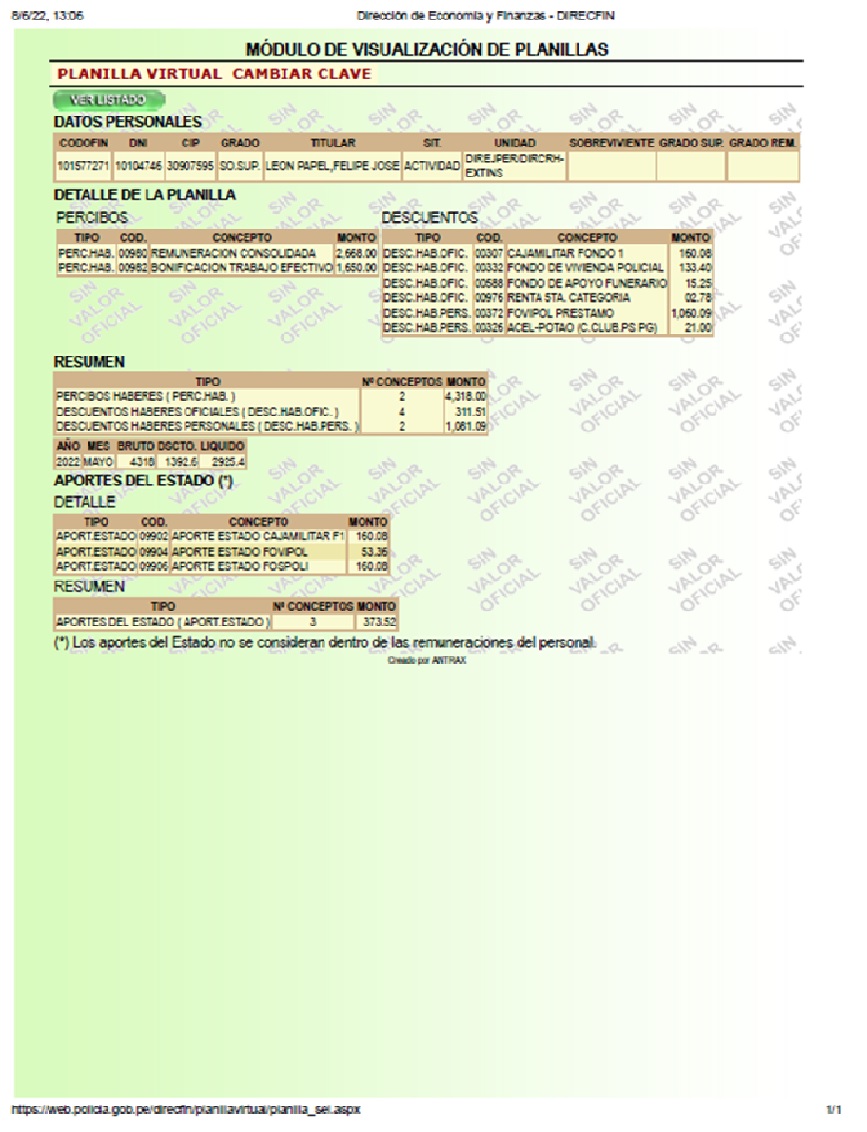 8/6/22, 13:06 Dirección de Economía y Finanzas - DIRECFIN
MÓDULO DE VISUALIZACIÓN DE PLANILLAS
PLANILLA VIRTUAL CAMBIAR CLAVE
VER LISTADO
DATOS PERSONALES
CODOFIN DNI CIP GRADO TITULAR SIT. UNIDAD SOBREVIVIENTE GRADO SUP. GRADO REM.
101577271 10104746 30907595 SO.SUP. LEON PAPEL,FELIPE JOSE ACTIVIDAD DIREJPER/DIRCRH-
EXTINS
DETALLE DE LA PLANILLA
PERCIBOS DESCUENTOS
TIPO COD. CONCEPTO MONTO TIPO COD. CONCEPTO MONTO
PERC.HAB. 00980 REMUNERACION CONSOLIDADA 2,668.00 DESC.HAB.OFIC. 00307 CAJAMILITAR FONDO 1 160.08
PERC.HAB. 00982 BONIFICACION TRABAJO EFECTIVO 1,650.00 DESC.HAB.OFIC. 00332 FONDO DE VIVIENDA POLICIAL 133.40
DESC.HAB.OFIC. 00588 FONDO DE APOYO FUNERARIO 15.25
DESC.HAB.OFIC. 00976 RENTA 5TA. CATEGORIA 02.78
DESC.HAB.PERS. 00372 FOVIPOL PRESTAMO 1,060.09
DESC.HAB.PERS. 00326 ACEL-POTAO (C.CLUB.PS PG) 21.00
RESUMEN
TIPO Nº CONCEPTOS MONTO
PERCIBOS HABERES ( PERC.HAB. ) 2 4,318.00
DESCUENTOS HABERES OFICIALES ( DESC.HAB.OFIC. ) 4 311.51
DESCUENTOS HABERES PERSONALES ( DESC.HAB.PERS. ) 2 1,081.09
AÑO MES BRUTO DSCTO. LIQUIDO
2022 MAYO 4318 1392.6 2925.4
APORTES DEL ESTADO (*)
DETALLE
TIPO COD. CONCEPTO MONTO
APORT.ESTADO 09902 APORTE ESTADO CAJAMILITAR F1 160.08
APORT.ESTADO 09904 APORTE ESTADO FOVIPOL 53.36
APORT.ESTADO 09906 APORTE ESTADO FOSPOLI 160.08
RESUMEN
TIPO Nº CONCEPTOS MONTO
APORTES DEL ESTADO ( APORT.ESTADO ) 3 373.52
(*) Los aportes del Estado no se consideran dentro de las remuneraciones del personal.
Creado por ANTRAX
SIN VALOR OFICIAL
https://web.policia.gob.pe/direcfin/planillavirtual/planilla_sel.aspx 1/1